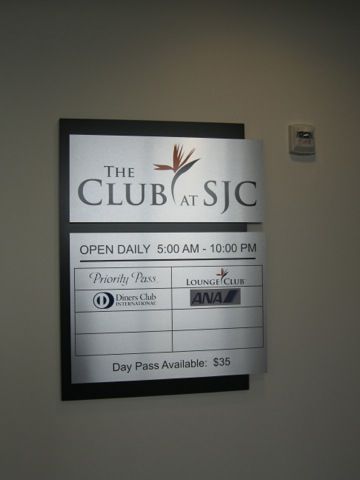 THE
CLUB AT SJC
OPEN DAILY 5:00 AM - 10:00 PM
Priority Pass
LOUNGE CLUB
Diners Club
INTERNATIONAL
ANA
Day Pass Available: $35